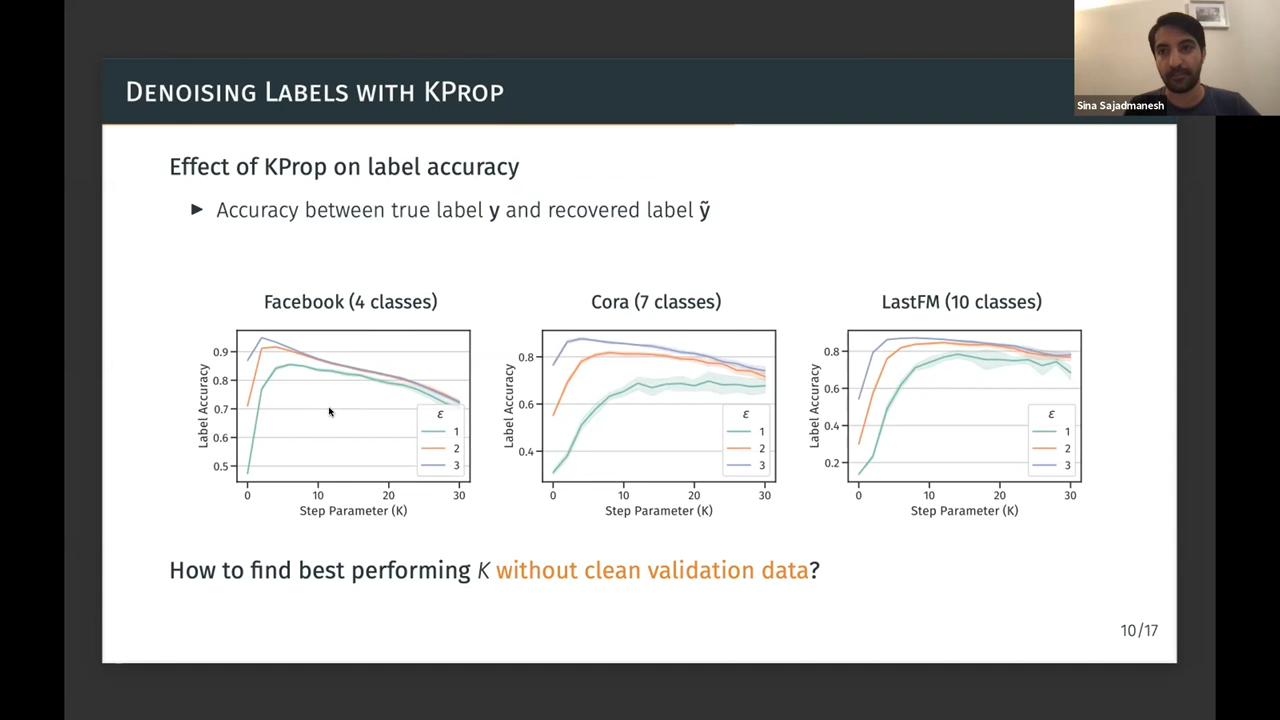 DENOISING LABELS WITH KPROP
Sina Sajadmanesh
Effect of KProp on label accuracy
▶ Accuracy between true label y and recovered label ỹ
Facebook (4 classes)
Label Accuracy
0.9
0.8
0.7
0.6
0.5
0 10 20 30
Step Parameter (K)
ε
1
2
3
Cora (7 classes)
Label Accuracy
0.8
0.6
0.4
0 10 20 30
Step Parameter (K)
ε
1
2
3
LastFM (10 classes)
Label Accuracy
0.8
0.6
0.4
0.2
0 10 20 30
Step Parameter (K)
ε
1
2
3
How to find best performing K without clean validation data?
10/17